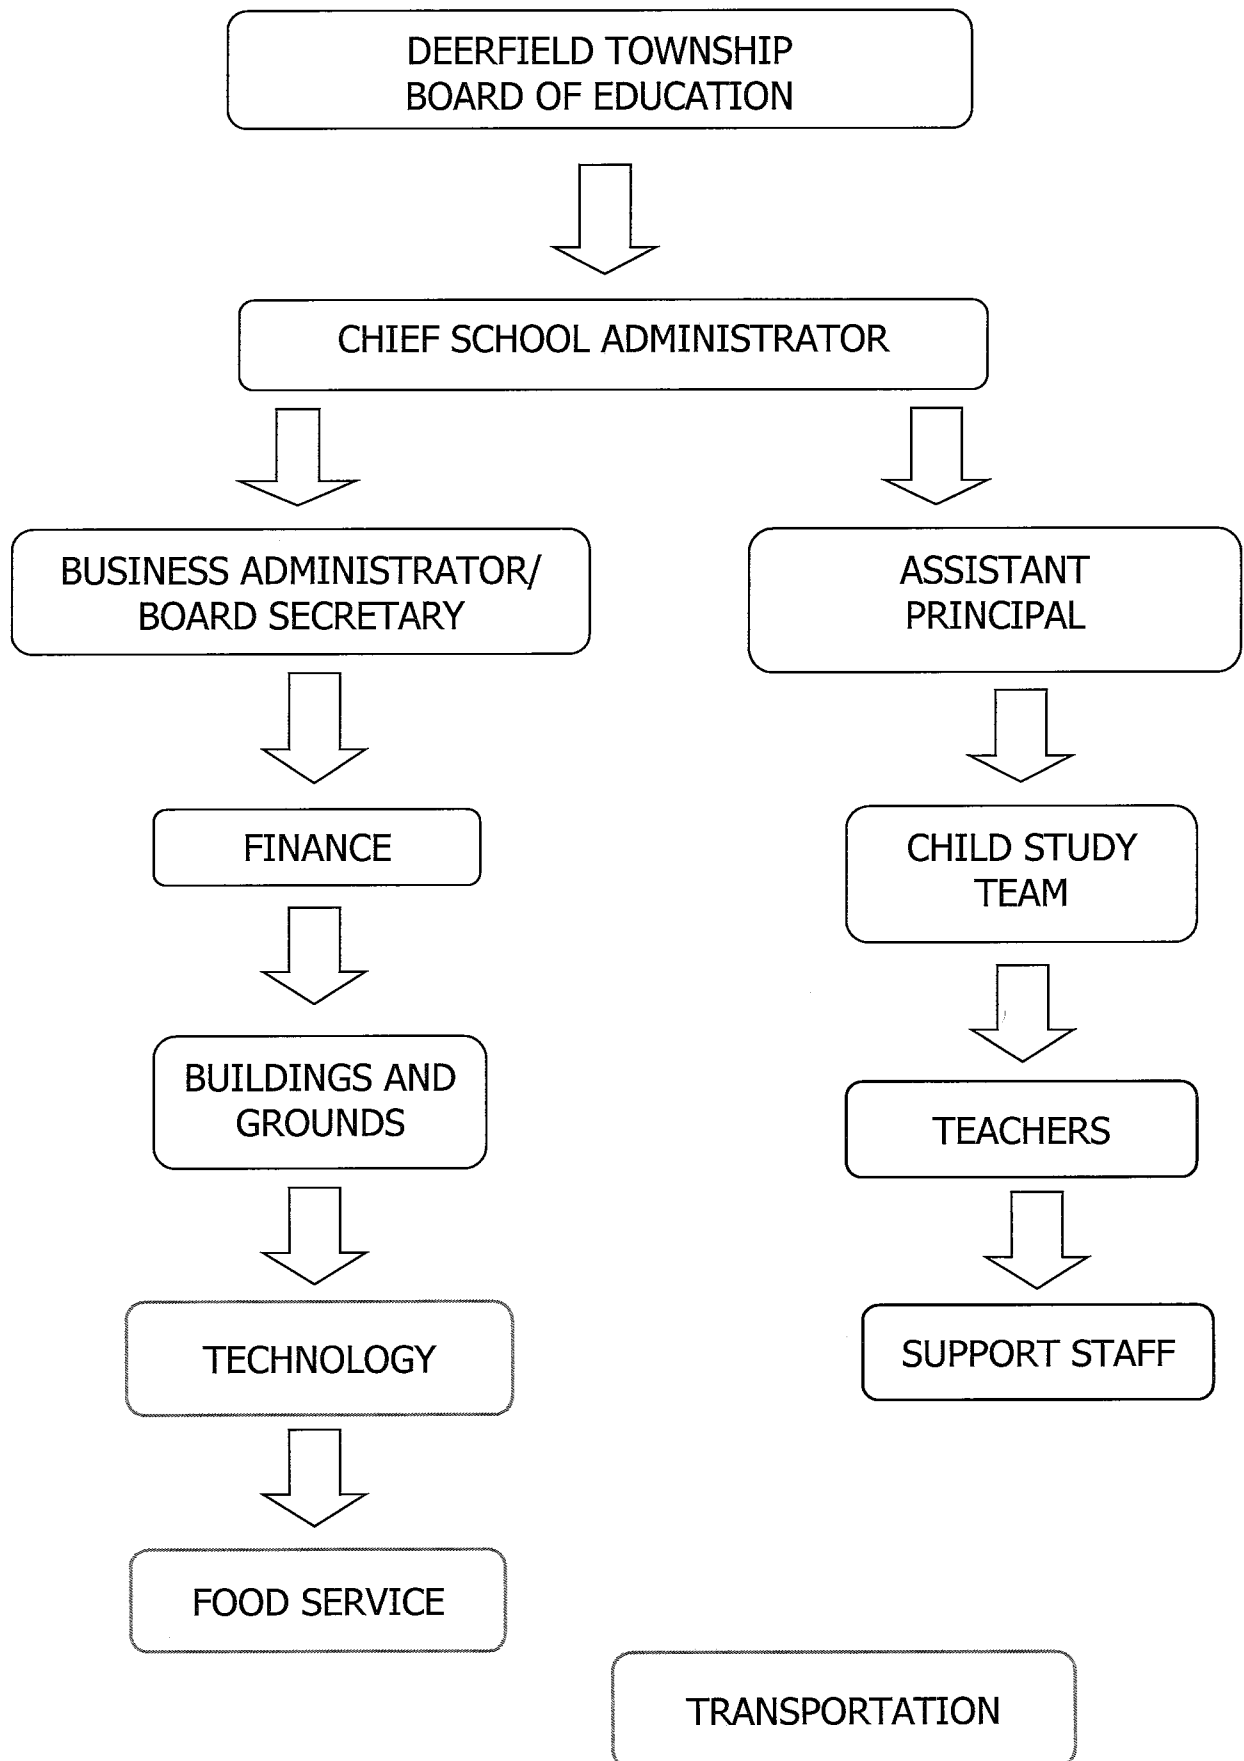 DEERFIELD TOWNSHIP
BOARD OF EDUCATION
CHIEF SCHOOL ADMINISTRATOR
BUSINESS ADMINISTRATOR/
BOARD SECRETARY
ASSISTANT
PRINCIPAL
FINANCE
CHILD STUDY
TEAM
BUILDINGS AND
GROUNDS
TEACHERS
TECHNOLOGY
SUPPORT STAFF
FOOD SERVICE
TRANSPORTATION